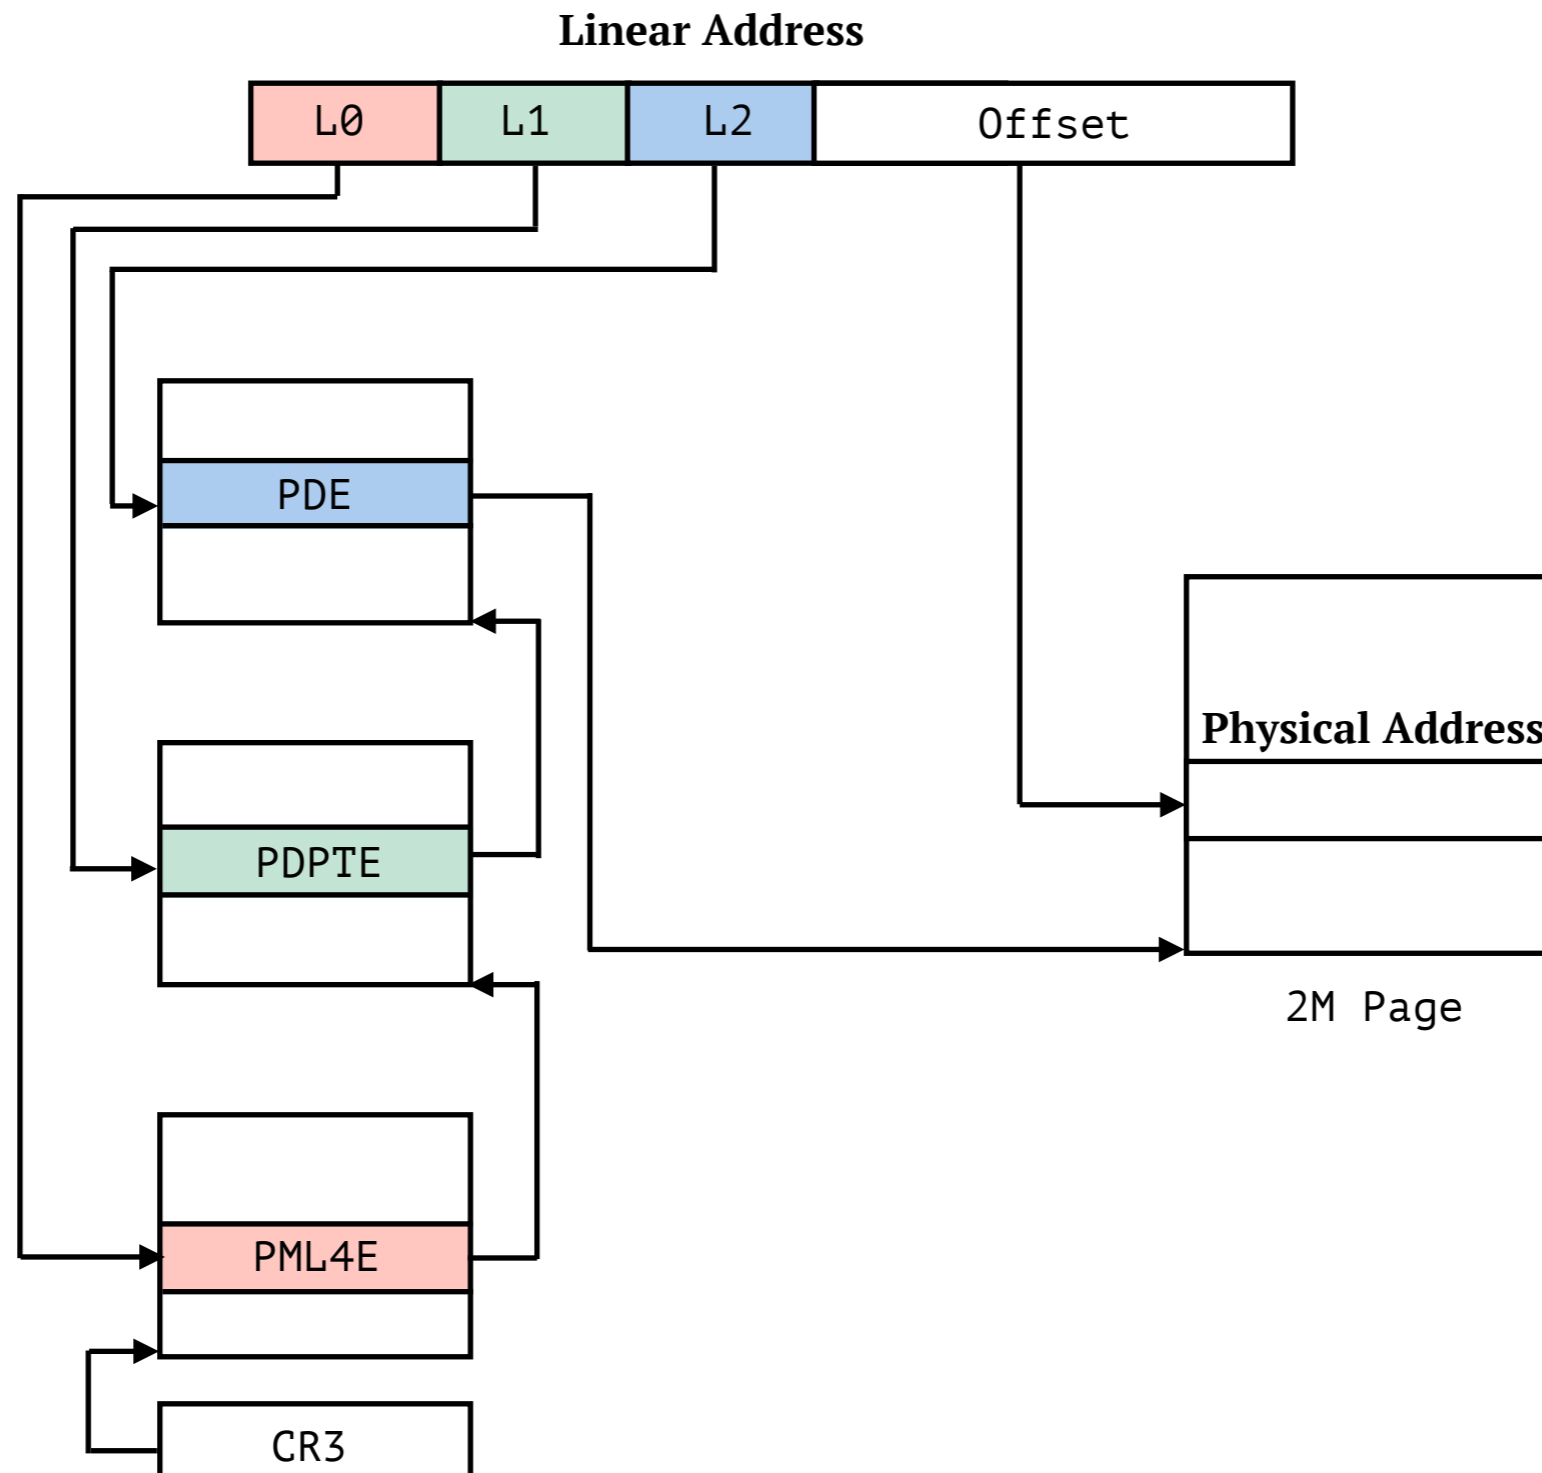 Linear Address
L0 L1 L2 Offset
PDE
Physical Address
PDPTE
2M Page
PML4E
CR3